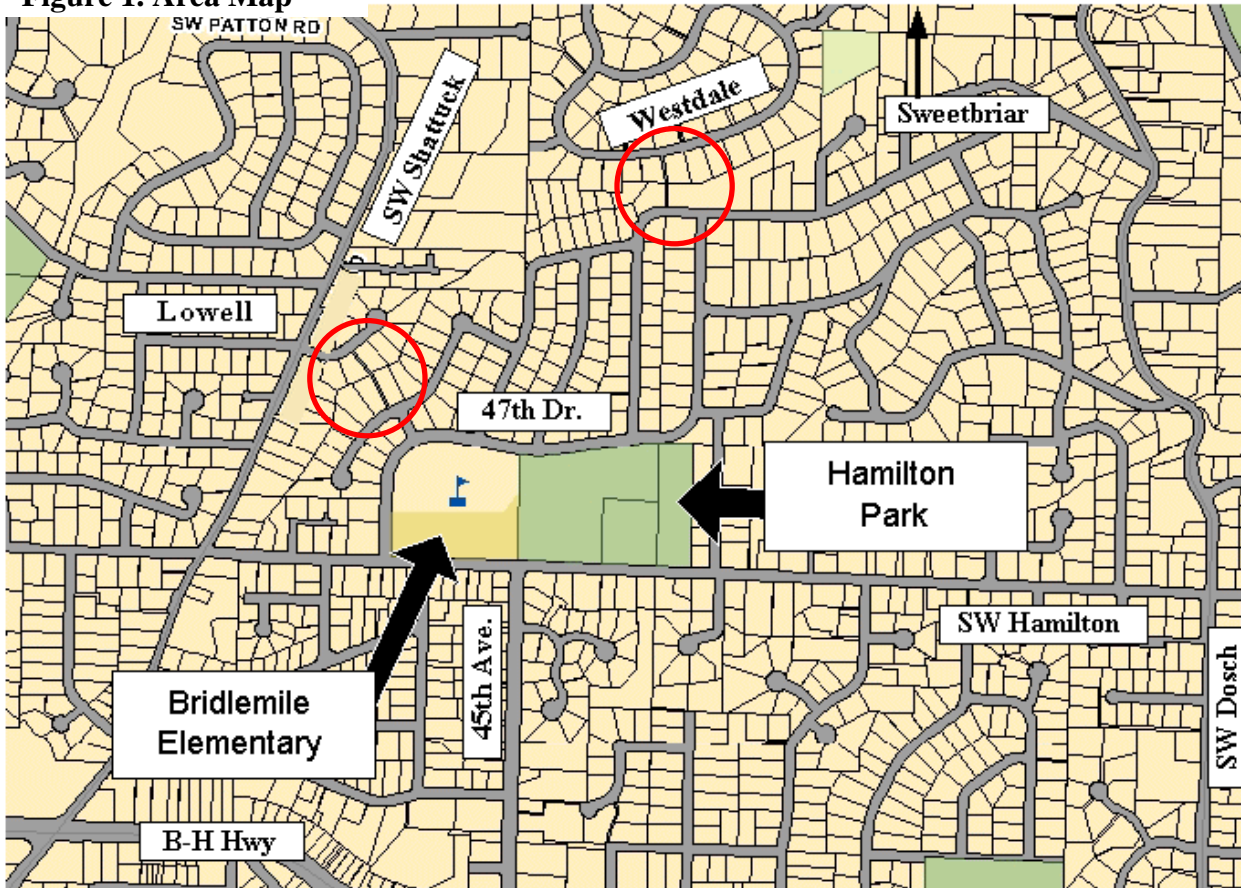 Figure 1. Area Map
SW PATTON RD
SW Shattuck
Westdale
Sweetbriar
Lowell
47th Dr.
Hamilton
Park
SW Hamilton
45th Ave.
Bridlemile
Elementary
SW Dosch
B-H Hwy